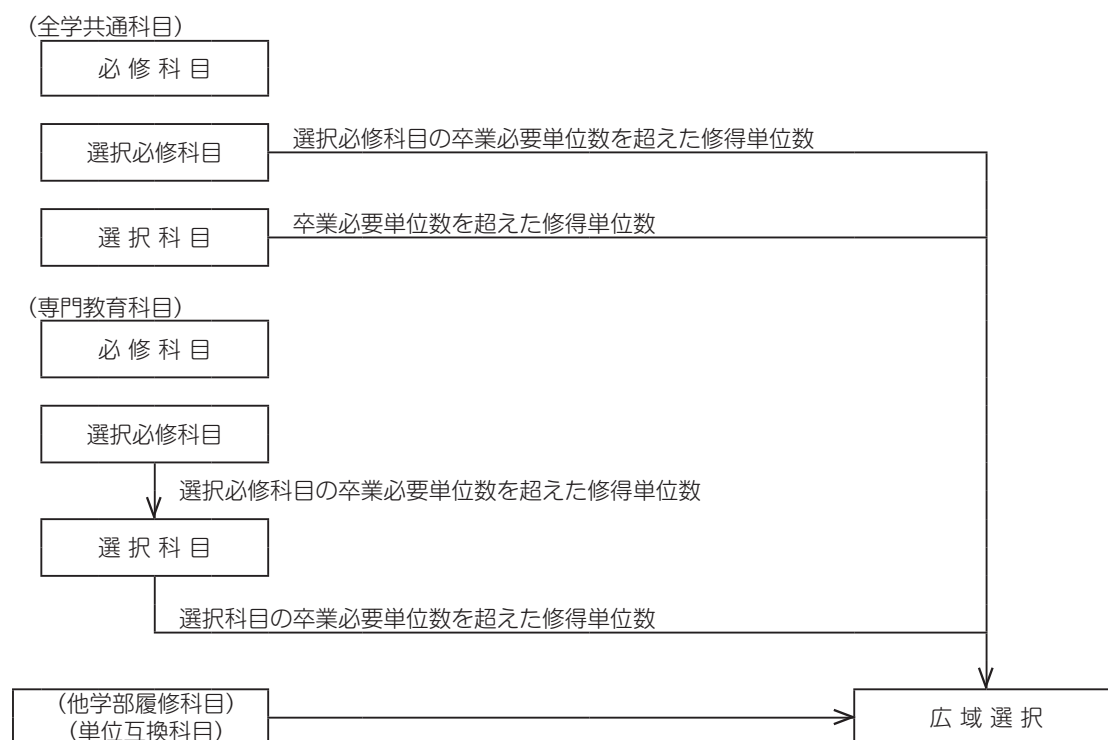 (全学共通科目)
必修科目
選択必修科目
選択必修科目の卒業必要単位数を超えた修得単位数
選択科目
卒業必要単位数を超えた修得単位数
(専門教育科目)
必修科目
選択必修科目
選択必修科目の卒業必要単位数を超えた修得単位数
選択科目
選択科目の卒業必要単位数を超えた修得単位数
(他学部履修科目)
(単位互換科目)
広域選択